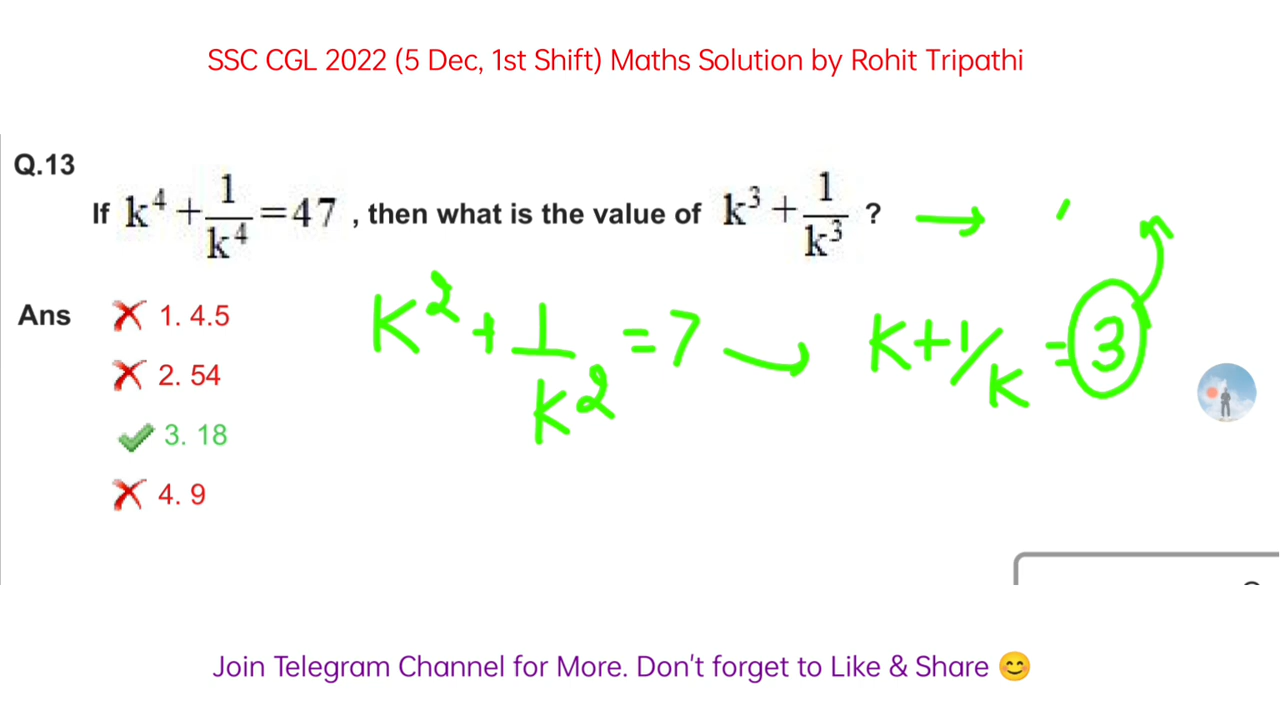 SSC CGL 2022 (5 Dec, 1st Shift) Maths Solution by Rohit Tripathi
Q.13
If k⁴ + 1/k⁴ = 47 , then what is the value of k³ + 1/k³ ? →
Ans
1. 4.5
2. 54
3. 18
4. 9
K² + 1/K² = 7 → K + 1/K = 3
Join Telegram Channel for More. Don't forget to Like & Share 😊